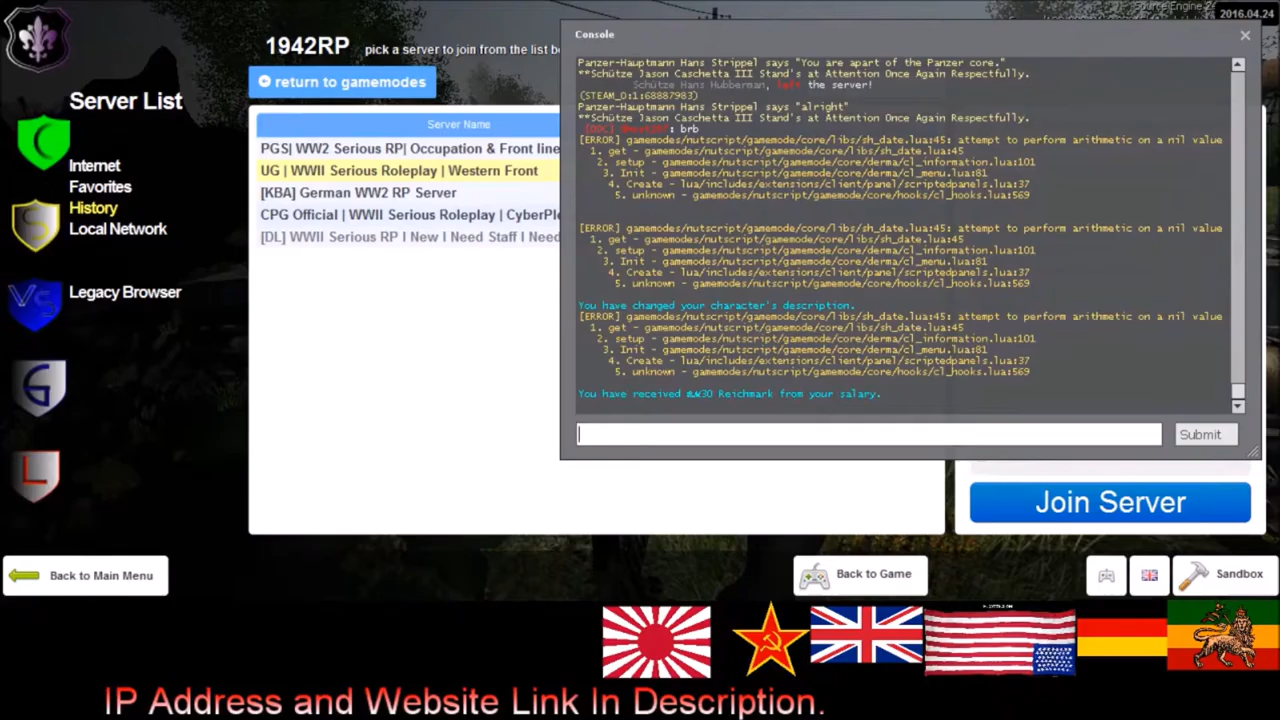 Source Engine 2
2016.04.24
1942RP pick a server to join from the list be
return to gamemodes
Server List
Internet
Favorites
History
Local Network
Legacy Browser
Server Name
PGS| WW2 Serious RP| Occupation & Front line
UG | WWII Serious Roleplay | Western Front
[KBA] German WW2 RP Server
CPG Official | WWII Serious Roleplay | CyberPle
[DL] WWII Serious RP I New I Need Staff I Need
Console
Panzer-Hauptmann Hans Strippel says "You are apart of the Panzer core."
**Schütze Jason Caschetta III Stand's at Attention Once Again Respectfully.
Schütze Hans Hubberman, left the server!
(STEAM_0:1:68887983)
Panzer-Hauptmann Hans Strippel says "alright"
**Schütze Jason Caschetta III Stand's at Attention Once Again Respectfully.
[OOC] : brb
[ERROR] gamemodes/nutscript/gamemode/core/libs/sh_date.lua:45: attempt to perform arithmetic on a nil value
1. get - gamemodes/nutscript/gamemode/core/libs/sh_date.lua:45
2. setup - gamemodes/nutscript/gamemode/core/derma/cl_information.lua:101
3. Init - gamemodes/nutscript/gamemode/core/derma/cl_menu.lua:81
4. Create - lua/includes/extensions/client/panel/scriptedpanels.lua:37
5. unknown - gamemodes/nutscript/gamemode/core/hooks/cl_hooks.lua:569
[ERROR] gamemodes/nutscript/gamemode/core/libs/sh_date.lua:45: attempt to perform arithmetic on a nil value
1. get - gamemodes/nutscript/gamemode/core/libs/sh_date.lua:45
2. setup - gamemodes/nutscript/gamemode/core/derma/cl_information.lua:101
3. Init - gamemodes/nutscript/gamemode/core/derma/cl_menu.lua:81
4. Create - lua/includes/extensions/client/panel/scriptedpanels.lua:37
5. unknown - gamemodes/nutscript/gamemode/core/hooks/cl_hooks.lua:569
You have changed your character's description.
[ERROR] gamemodes/nutscript/gamemode/core/libs/sh_date.lua:45: attempt to perform arithmetic on a nil value
1. get - gamemodes/nutscript/gamemode/core/libs/sh_date.lua:45
2. setup - gamemodes/nutscript/gamemode/core/derma/cl_information.lua:101
3. Init - gamemodes/nutscript/gamemode/core/derma/cl_menu.lua:81
4. Create - lua/includes/extensions/client/panel/scriptedpanels.lua:37
5. unknown - gamemodes/nutscript/gamemode/core/hooks/cl_hooks.lua:569
You have received Reichmark from your salary.
Submit
Join Server
Back to Main Menu
Back to Game
Sandbox
IP Address and Website Link In Description.